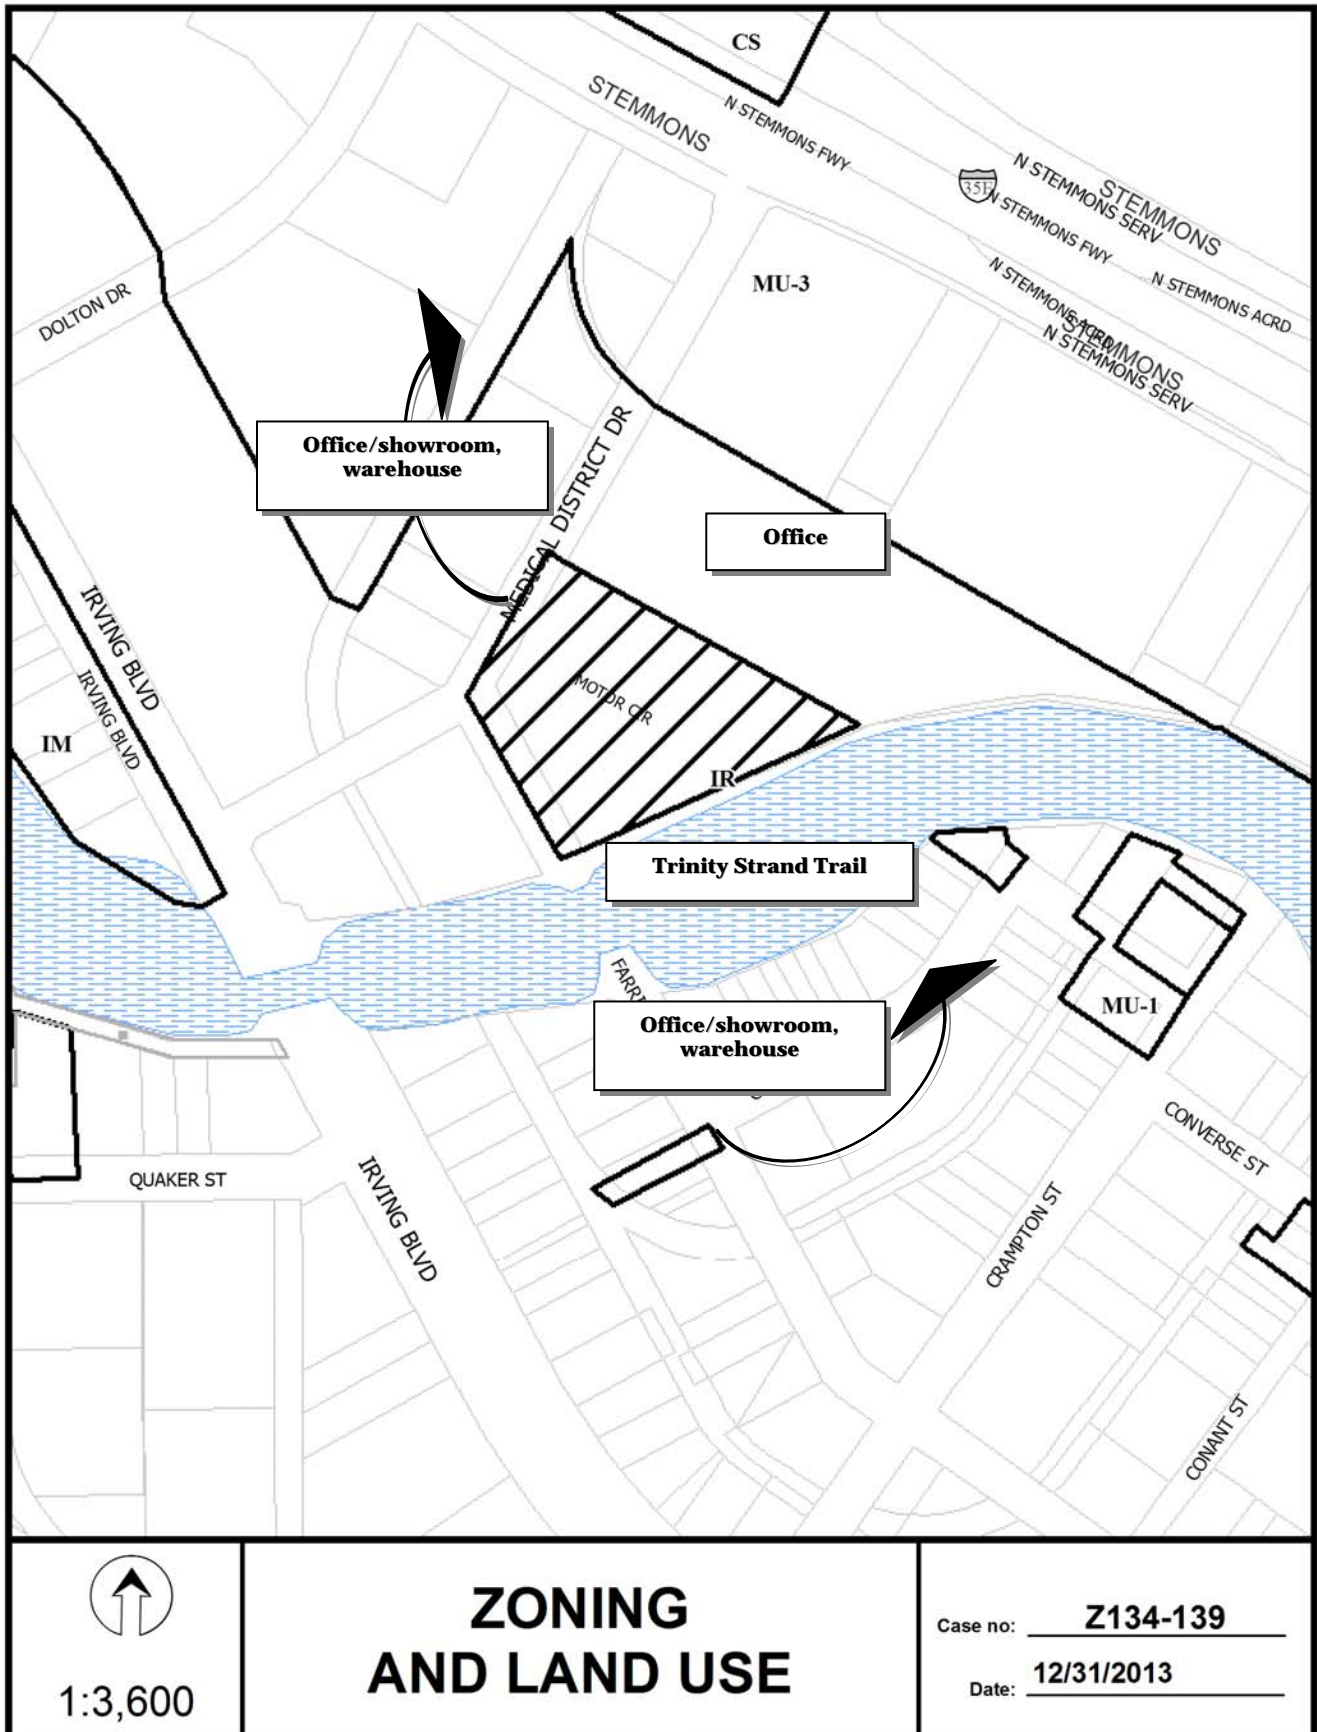 CS
STEMMONS
N STEMMONS FWY
35E
N STEMMONS SERV
STEMMONS
N STEMMONS FWY
N STEMMONS ACRD
MU-3
N STEMMONS ACRD
STEMMONS
N STEMMONS SERV
DOLTON DR
Office/showroom,
warehouse
MEDICAL DISTRICT DR
Office
IRVING BLVD
IRVING BLVD
MOTOR CIR
IM
IR
Trinity Strand Trail
MU-1
Office/showroom,
warehouse
CONVERSE ST
QUAKER ST
IRVING BLVD
CRAMPTON ST
CONANT ST
1:3,600
ZONING
AND LAND USE
Case no: Z134-139
Date: 12/31/2013